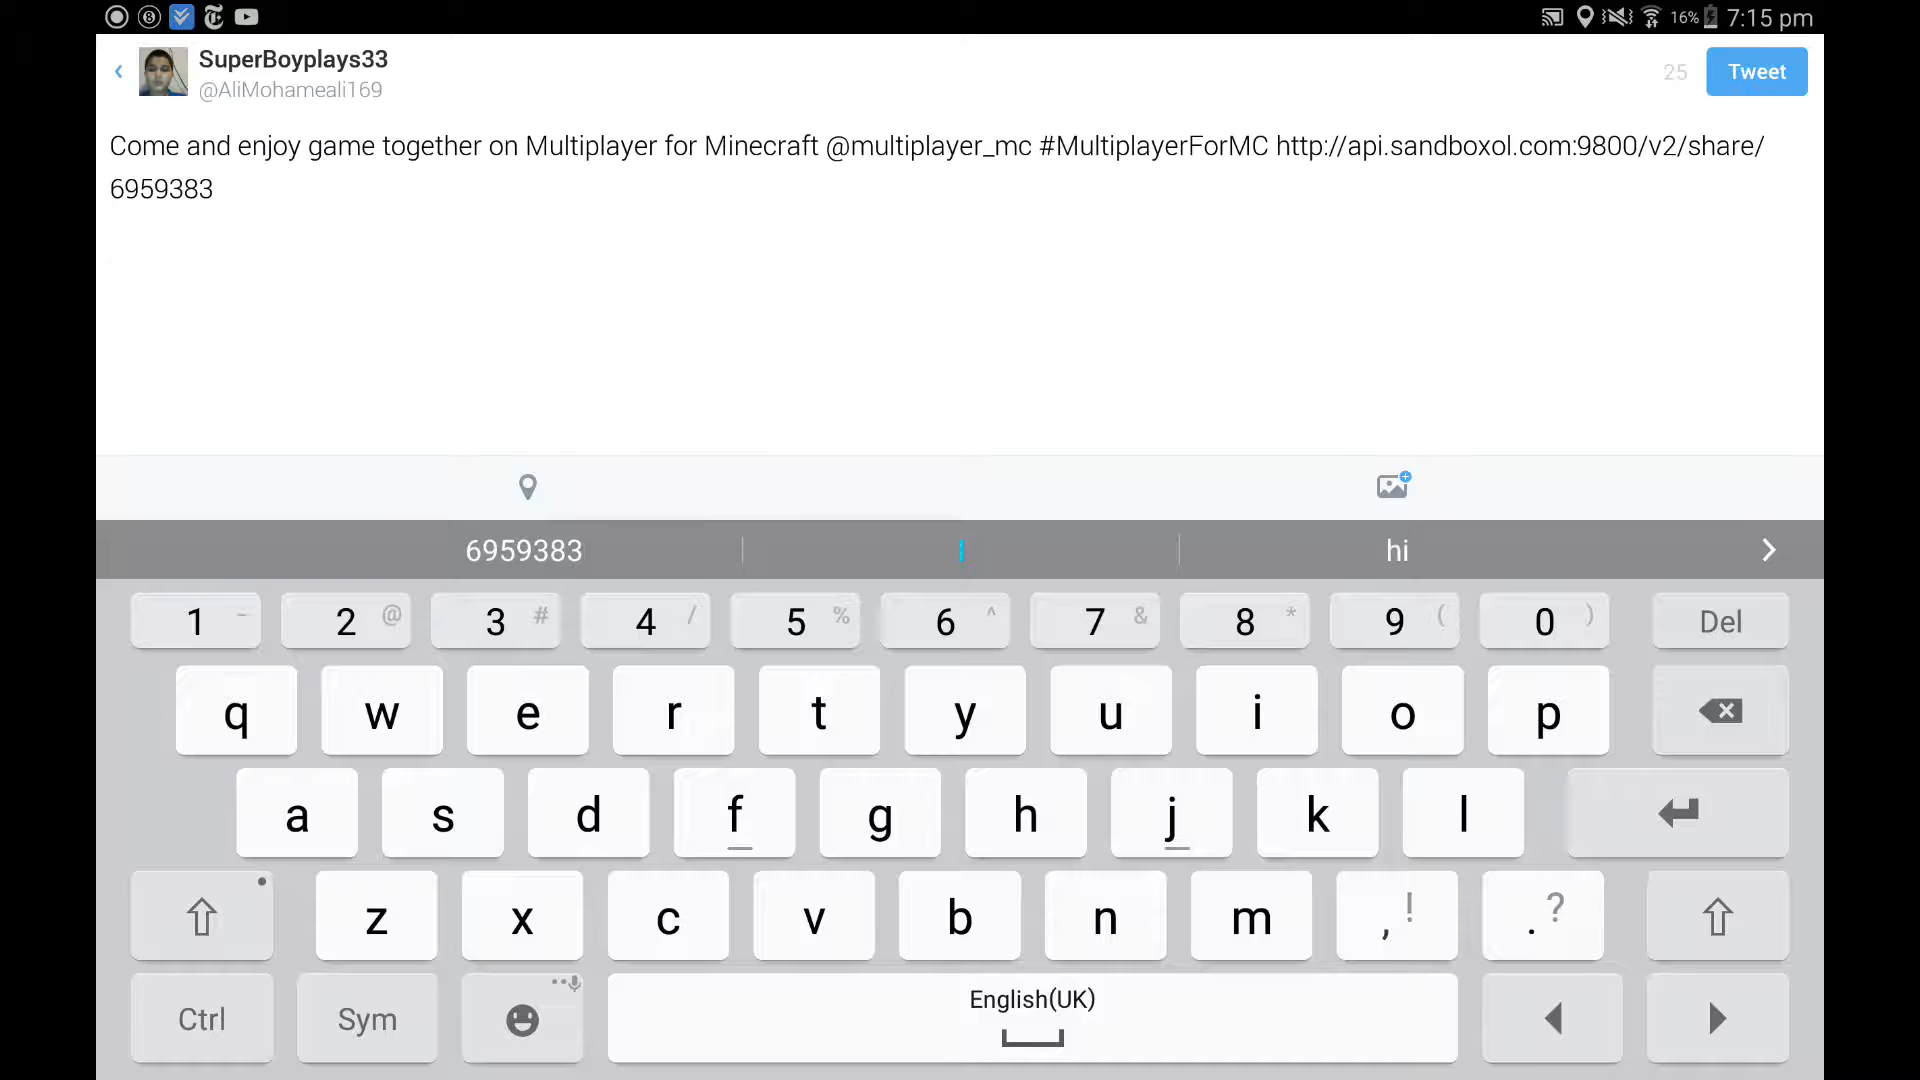 16% 7:15 pm
SuperBoyplays33
@AliMohameali169
25 Tweet
Come and enjoy game together on Multiplayer for Minecraft @multiplayer_mc #MultiplayerForMC http://api.sandboxol.com:9800/v2/share/
6959383
6959383 hi
1 - 2 @ 3 # 4 / 5 % 6 ^ 7 & 8 * 9 ( 0 ) Del
q w e r t y u i o p
a s d f g h j k l
z x c v b n m , ! . ?
Ctrl Sym English(UK)